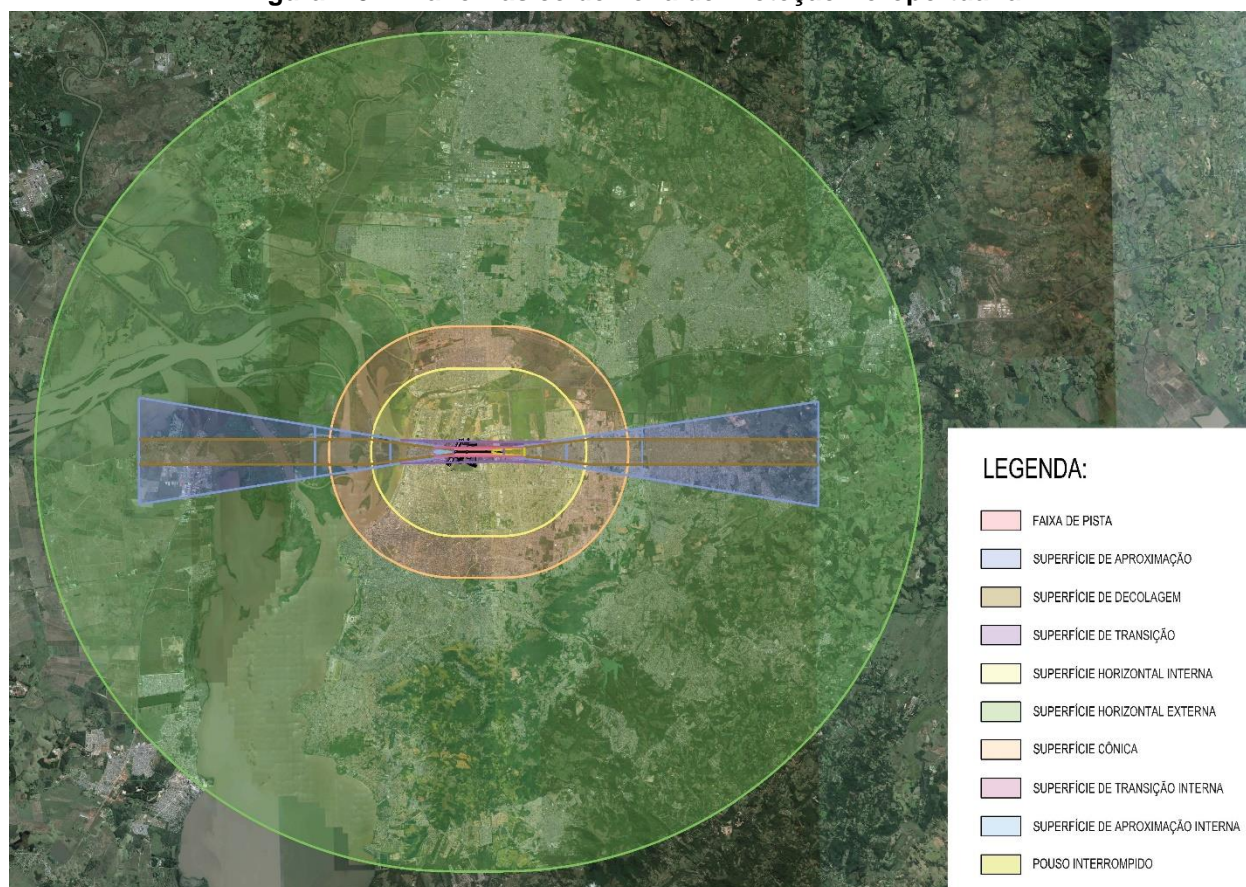 LEGENDA:
FAIXA DE PISTA
SUPERFÍCIE DE APROXIMAÇÃO
SUPERFÍCIE DE DECOLAGEM
SUPERFÍCIE DE TRANSIÇÃO
SUPERFÍCIE HORIZONTAL INTERNA
SUPERFÍCIE HORIZONTAL EXTERNA
SUPERFÍCIE CÔNICA
SUPERFÍCIE DE TRANSIÇÃO INTERNA
SUPERFÍCIE DE APROXIMAÇÃO INTERNA
POUSO INTERROMPIDO